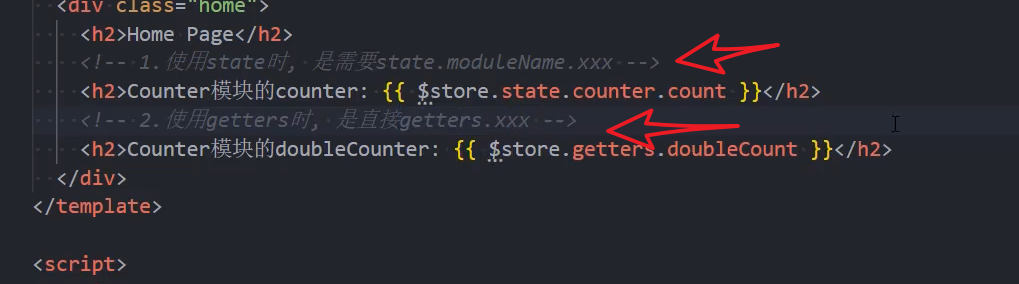 <div class="home">
<h2>Home Page</h2>
<!-- 1.使用state时, 是需要state.moduleName.xxx -->
<h2>Counter模块的counter: {{ $store.state.counter.count }}</h2>
<!-- 2.使用getters时, 是直接getters.xxx -->
<h2>Counter模块的doubleCounter: {{ $store.getters.doubleCount }}</h2>
</div>
</template>
<script>